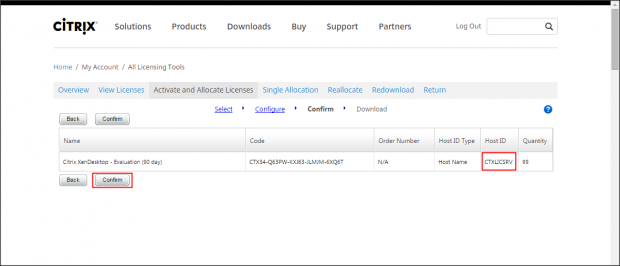 CITRIX
Solutions Products Downloads Buy Support Partners
Log Out
Home / My Account / All Licensing Tools
Overview View Licenses Activate and Allocate Licenses Single Allocation Reallocate Redownload Return
Select Configure Confirm Download
?
Back Confirm
Name Code Order Number Host ID Type Host ID Quantity
Citrix XenDesktop - Evaluation (90 day) CTX34-Q63PW-KXJ63-JLMJM-6XQ6T N/A Host Name CTXLICSRV 99
Back Confirm